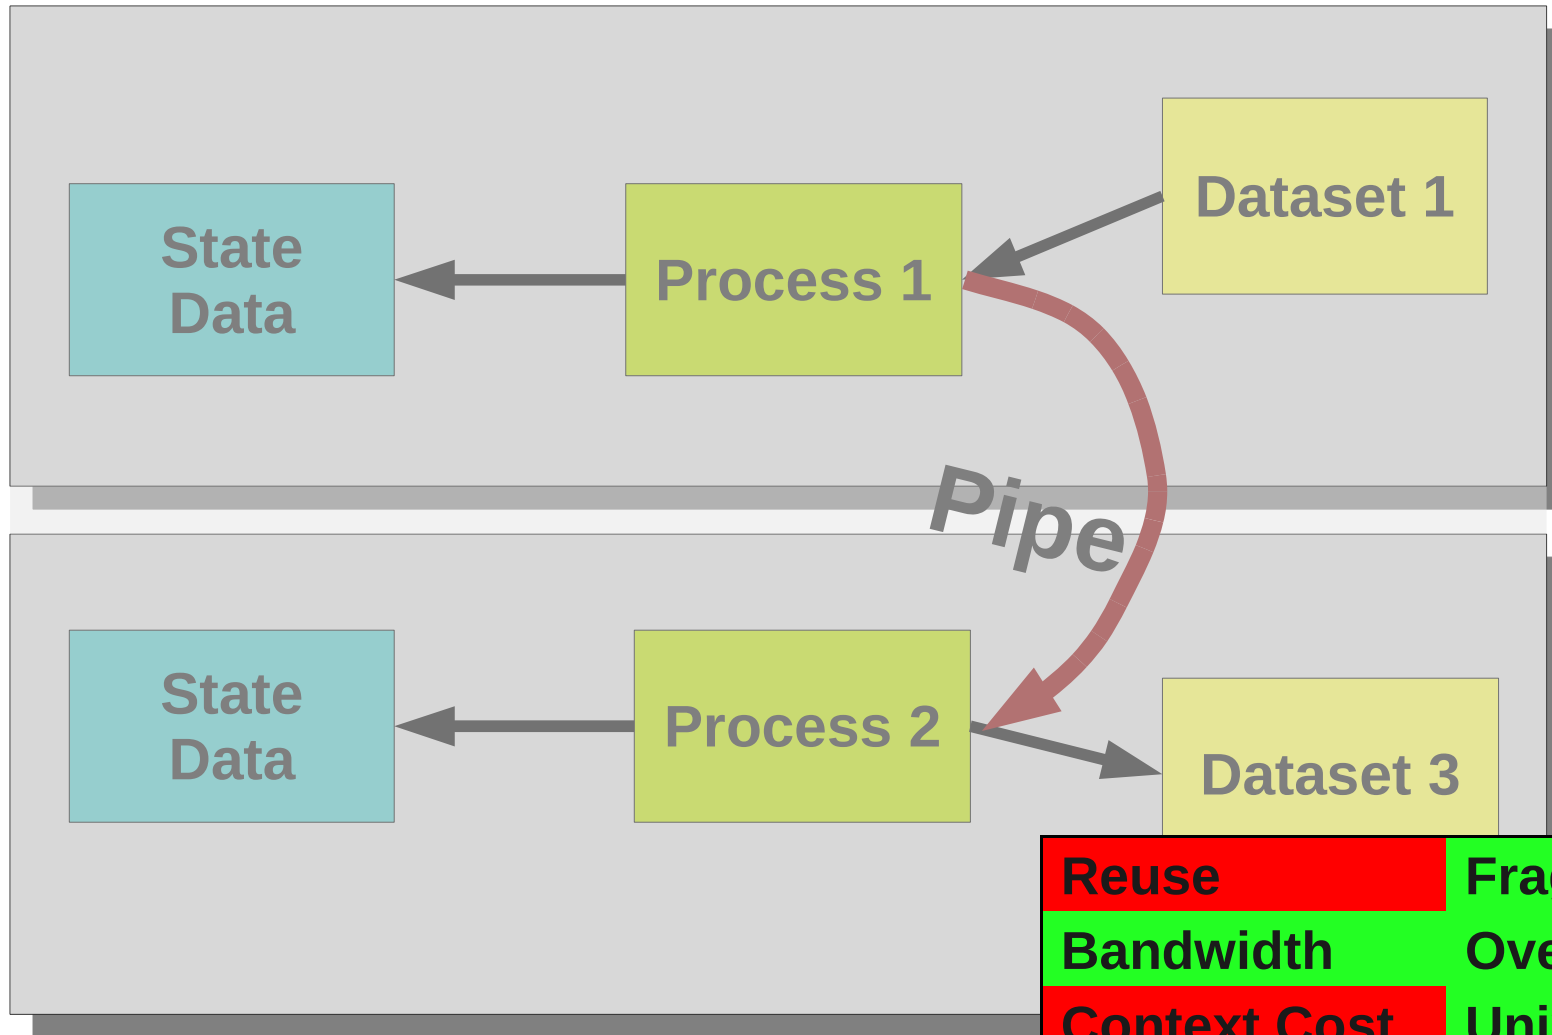 Dataset 1
State
Data
Process 1
Pipe
State
Data
Process 2
Dataset 3
Reuse
Bandwidth
Context Cost